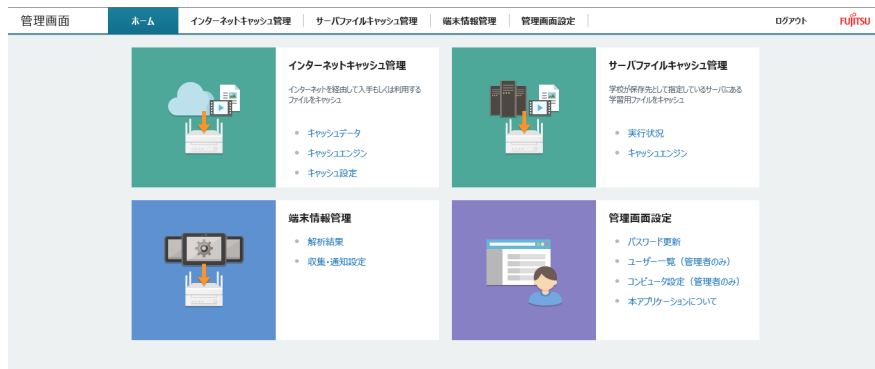 管理画面 ホーム インターネットキャッシュ管理 サーバファイルキャッシュ管理 端末情報管理 管理画面設定 ログアウト FUJITSU
インターネットキャッシュ管理
インターネットを経由して入手もしくは利用する
ファイルをキャッシュ
キャッシュデータ
キャッシュエンジン
キャッシュ設定
サーバファイルキャッシュ管理
学校が保存先として指定しているサーバにある
学習用ファイルをキャッシュ
実行状況
キャッシュエンジン
端末情報管理
解析結果
収集・通知設定
管理画面設定
パスワード更新
ユーザー一覧（管理者のみ）
コンピュータ設定（管理者のみ）
本アプリケーションについて